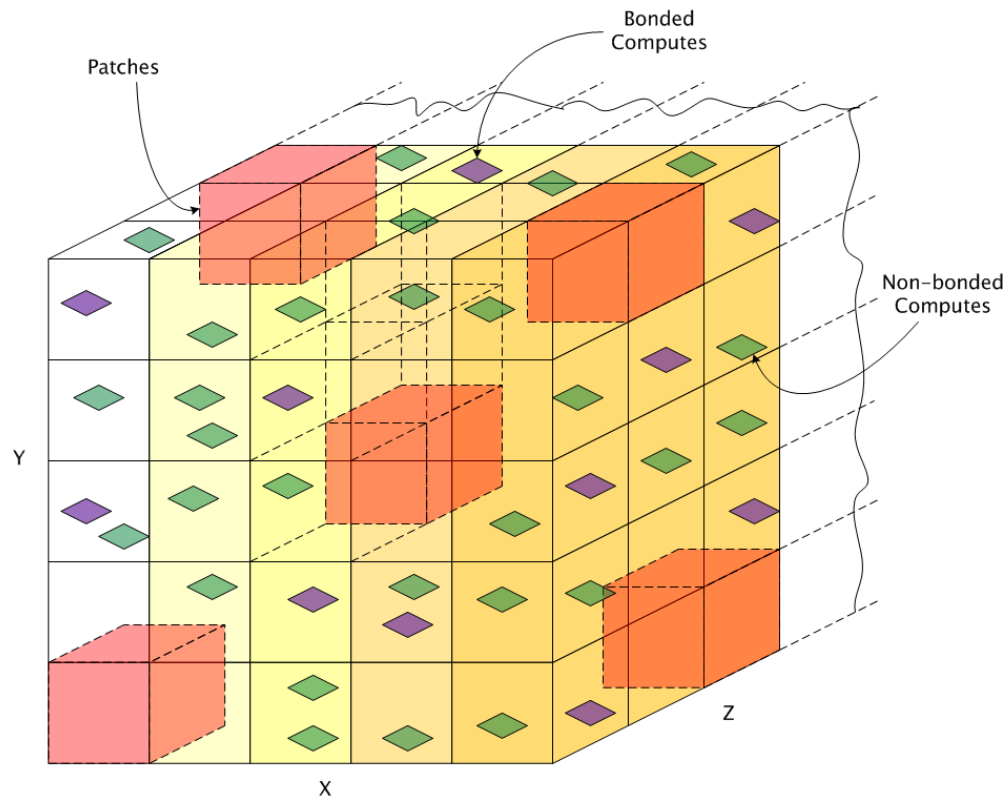 Bonded
Computes
Patches
Non-bonded
Computes
Y
Z
X